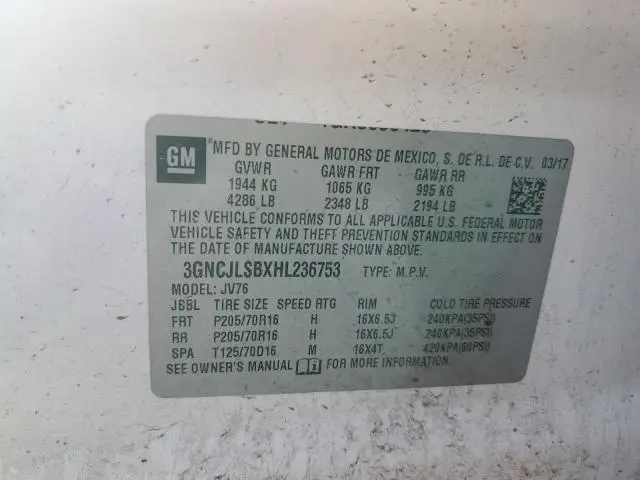 GM
MFD BY GENERAL MOTORS DE MEXICO, S. DE R.L. DE C.V. 03/17
GVWR GAWR FRT GAWR RR
1944 KG 1065 KG 995 KG
4286 LB 2348 LB 2194 LB
THIS VEHICLE CONFORMS TO ALL APPLICABLE U.S. FEDERAL MOTOR
VEHICLE SAFETY AND THEFT PREVENTION STANDARDS IN EFFECT ON
THE DATE OF MANUFACTURE SHOWN ABOVE.
3GNCJLSBXHL236753 TYPE: M.P.V.
MODEL: JV76
JBBL TIRE SIZE SPEED RTG RIM COLD TIRE PRESSURE
FRT P205/70R16 H 16X6.5J 240KPA(35PSI)
RR P205/70R16 H 16X6.5J 240KPA(35PSI)
SPA T125/70D16 M 16X4T 420KPA(60PSI)
SEE OWNER'S MANUAL FOR MORE INFORMATION.